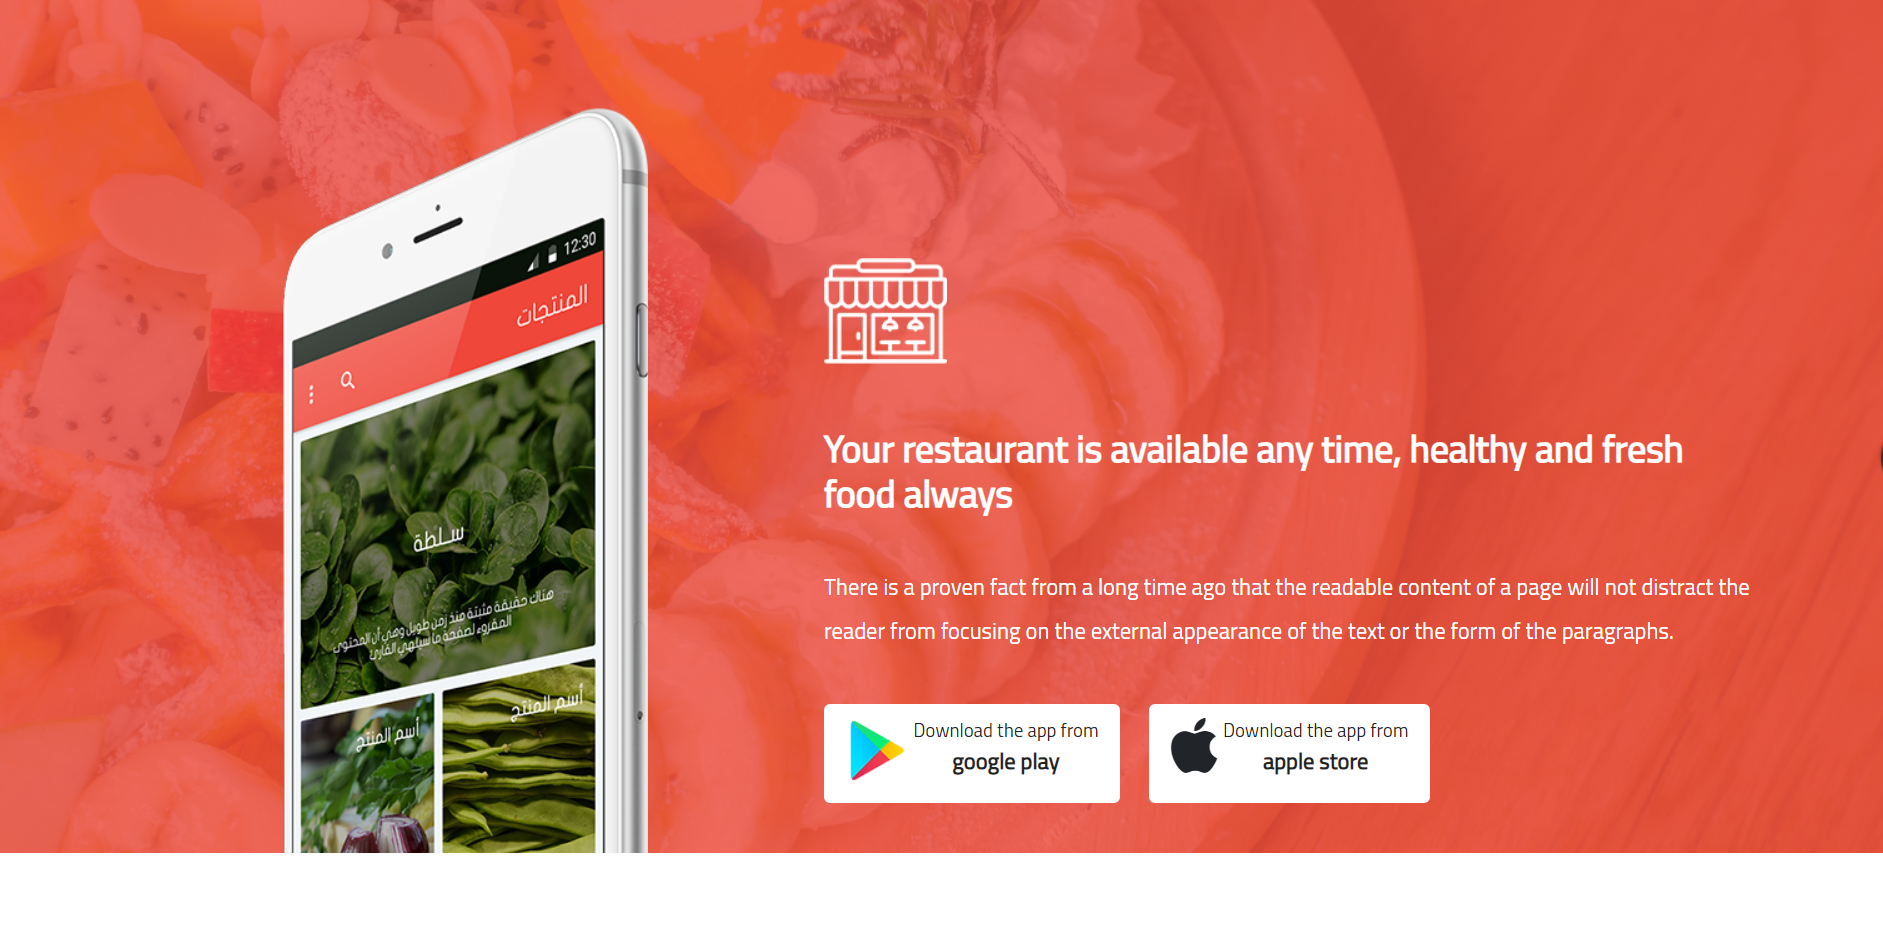 12:30
المنتجات
سلطة
هناك حقيقة مثبتة منذ زمن طويل وهي أن المحتوى
المقروء لصفحة ما سيلهي القارئ
أسم المنتج
أسم المنتج
Your restaurant is available any time, healthy and fresh
food always
There is a proven fact from a long time ago that the readable content of a page will not distract the
reader from focusing on the external appearance of the text or the form of the paragraphs.
Download the app from
google play
Download the app from
apple store